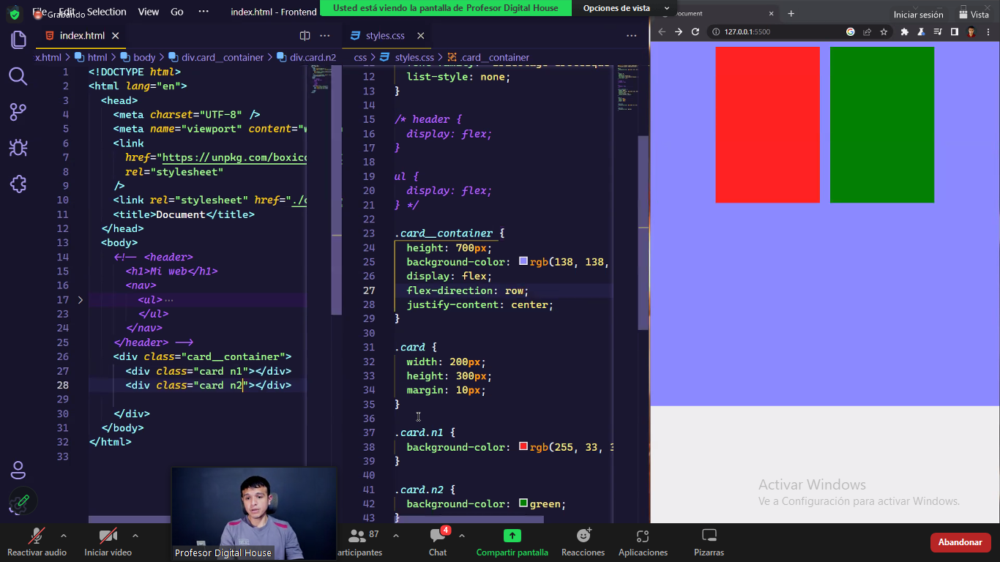 Grabando
Edit
Selection
View
Go
···
index.html - Frontend
Usted está viendo la pantalla de Profesor Digital House
Opciones de vista
Document
Iniciar sesión
Vista
127.0.0.1:5500
index.html
styles.css
x.html > html > body > div.card__container > div.card.n2
css > styles.css > .card__container
1 <!DOCTYPE html>
2 <html lang="en">
3 <head>
4 <meta charset="UTF-8" />
5 <meta name="viewport" content="w
6 <link
7 href="https://unpkg.com/boxico
8 rel="stylesheet"
9 />
10 <link rel="stylesheet" href="./c
11 <title>Document</title>
12 </head>
13 <body>
14 <!-- <header>
15 <h1>Mi web</h1>
16 <nav>
17 <ul> ···
23 </ul>
24 </nav>
25 </header> -->
26 <div class="card__container">
27 <div class="card n1"></div>
28 <div class="card n2"></div>
29
30 </div>
31 </body>
32 </html>
33
12 list-style: none;
13 }
14
15 /* header {
16 display: flex;
17 }
18
19 ul {
20 display: flex;
21 } */
22
23 .card__container {
24 height: 700px;
25 background-color: rgb(138, 138,
26 display: flex;
27 flex-direction: row;
28 justify-content: center;
29 }
30
31 .card {
32 width: 200px;
33 height: 300px;
34 margin: 10px;
35 }
36
37 .card.n1 {
38 background-color: rgb(255, 33, 3
39 }
40
41 .card.n2 {
42 background-color: green;
43 }
Activar Windows
Ve a Configuración para activar Windows.
Profesor Digital House
Reactivar audio
Iniciar vídeo
articipantes
87
Chat
4
Compartir pantalla
Reacciones
Aplicaciones
Pizarras
Abandonar